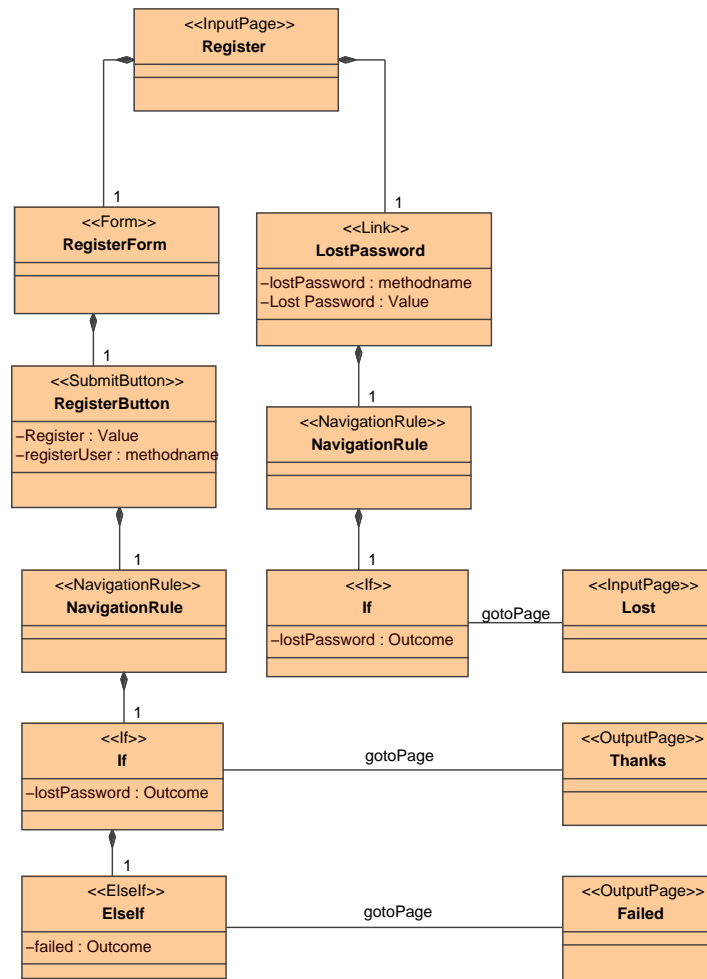 <<InputPage>>
Register
1
1
<<Form>>
RegisterForm
<<Link>>
LostPassword
–lostPassword : methodname
–Lost Password : Value
1
1
<<SubmitButton>>
RegisterButton
–Register : Value
–registerUser : methodname
<<NavigationRule>>
NavigationRule
1
1
<<NavigationRule>>
NavigationRule
<<If>>
If
–lostPassword : Outcome
gotoPage
<<InputPage>>
Lost
1
<<If>>
If
–lostPassword : Outcome
gotoPage
<<OutputPage>>
Thanks
1
<<ElseIf>>
ElseIf
–failed : Outcome
gotoPage
<<OutputPage>>
Failed